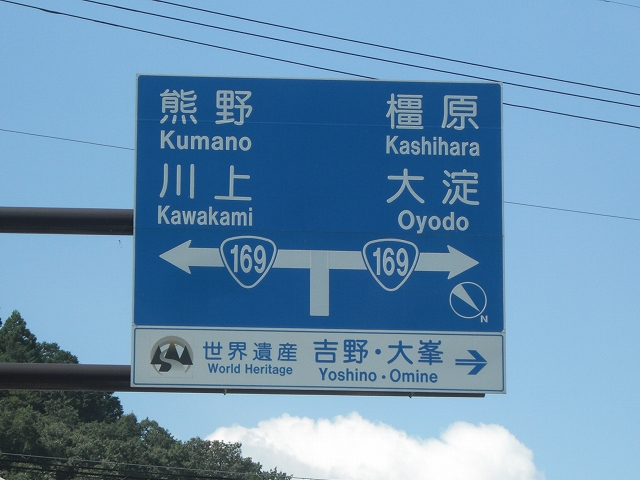 熊野 橿原
Kumano Kashihara
川上 大淀
Kawakami Oyodo
169 169
N
世界遺産 吉野・大峯
World Heritage Yoshino・Omine